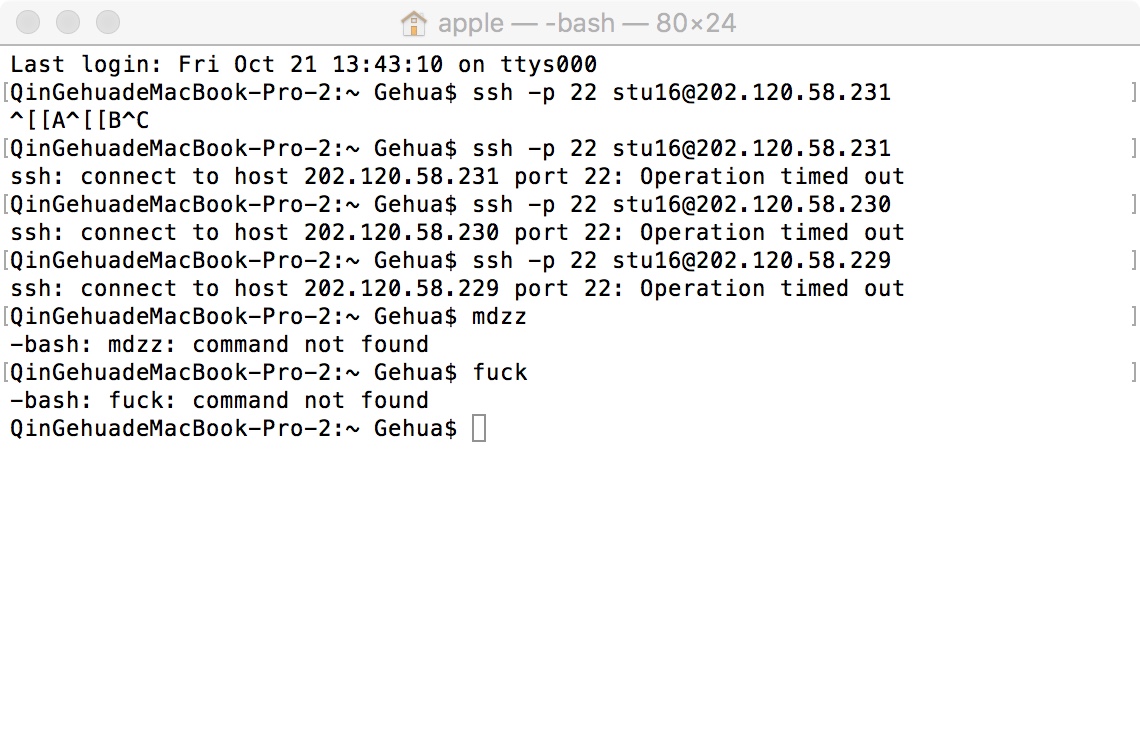 apple — -bash — 80×24
Last login: Fri Oct 21 13:43:10 on ttys000
[QinGehuadeMacBook-Pro-2:~ Gehua$ ssh -p 22 stu16@202.120.58.231 ]
^[[A^[[B^C
[QinGehuadeMacBook-Pro-2:~ Gehua$ ssh -p 22 stu16@202.120.58.231 ]
ssh: connect to host 202.120.58.231 port 22: Operation timed out
[QinGehuadeMacBook-Pro-2:~ Gehua$ ssh -p 22 stu16@202.120.58.230 ]
ssh: connect to host 202.120.58.230 port 22: Operation timed out
[QinGehuadeMacBook-Pro-2:~ Gehua$ ssh -p 22 stu16@202.120.58.229 ]
ssh: connect to host 202.120.58.229 port 22: Operation timed out
[QinGehuadeMacBook-Pro-2:~ Gehua$ mdzz ]
-bash: mdzz: command not found
[QinGehuadeMacBook-Pro-2:~ Gehua$ fuck ]
-bash: fuck: command not found
QinGehuadeMacBook-Pro-2:~ Gehua$